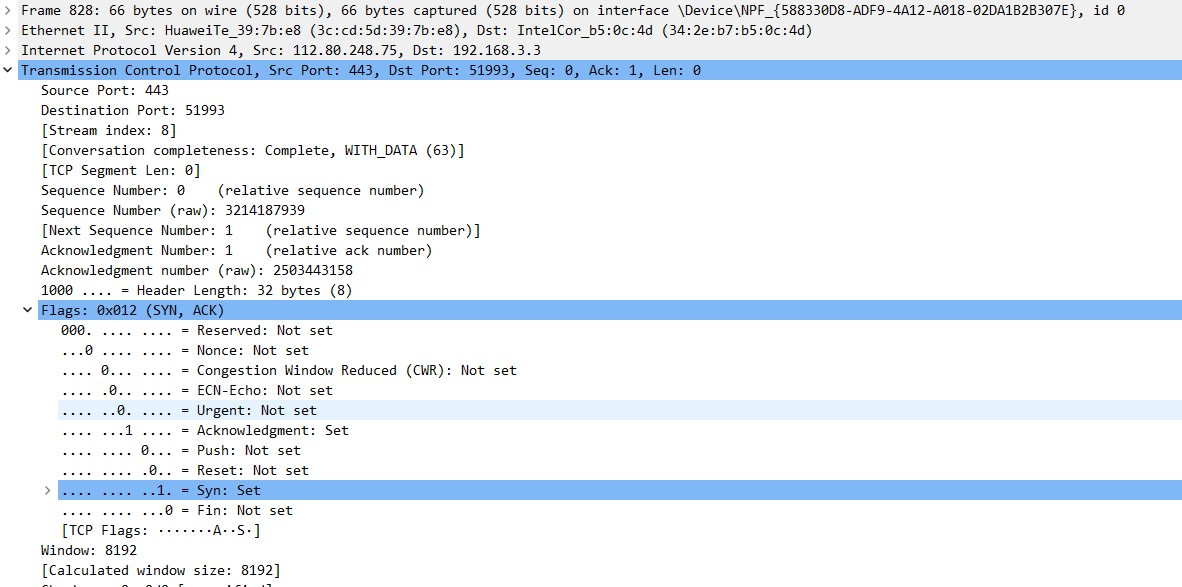 Frame 828: 66 bytes on wire (528 bits), 66 bytes captured (528 bits) on interface \Device\NPF_{588330D8-ADF9-4A12-A018-02DA1B2B307E}, id 0
Ethernet II, Src: HuaweiTe_39:7b:e8 (3c:cd:5d:39:7b:e8), Dst: IntelCor_b5:0c:4d (34:2e:b7:b5:0c:4d)
Internet Protocol Version 4, Src: 112.80.248.75, Dst: 192.168.3.3
Transmission Control Protocol, Src Port: 443, Dst Port: 51993, Seq: 0, Ack: 1, Len: 0
Source Port: 443
Destination Port: 51993
[Stream index: 8]
[Conversation completeness: Complete, WITH_DATA (63)]
[TCP Segment Len: 0]
Sequence Number: 0    (relative sequence number)
Sequence Number (raw): 3214187939
[Next Sequence Number: 1    (relative sequence number)]
Acknowledgment Number: 1    (relative ack number)
Acknowledgment number (raw): 2503443158
1000 .... = Header Length: 32 bytes (8)
Flags: 0x012 (SYN, ACK)
000. .... .... = Reserved: Not set
...0 .... .... = Nonce: Not set
.... 0... .... = Congestion Window Reduced (CWR): Not set
.... .0.. .... = ECN-Echo: Not set
.... ..0. .... = Urgent: Not set
.... ...1 .... = Acknowledgment: Set
.... .... 0... = Push: Not set
.... .... .0.. = Reset: Not set
.... .... ..1. = Syn: Set
.... .... ...0 = Fin: Not set
[TCP Flags: ·······A··S·]
Window: 8192
[Calculated window size: 8192]